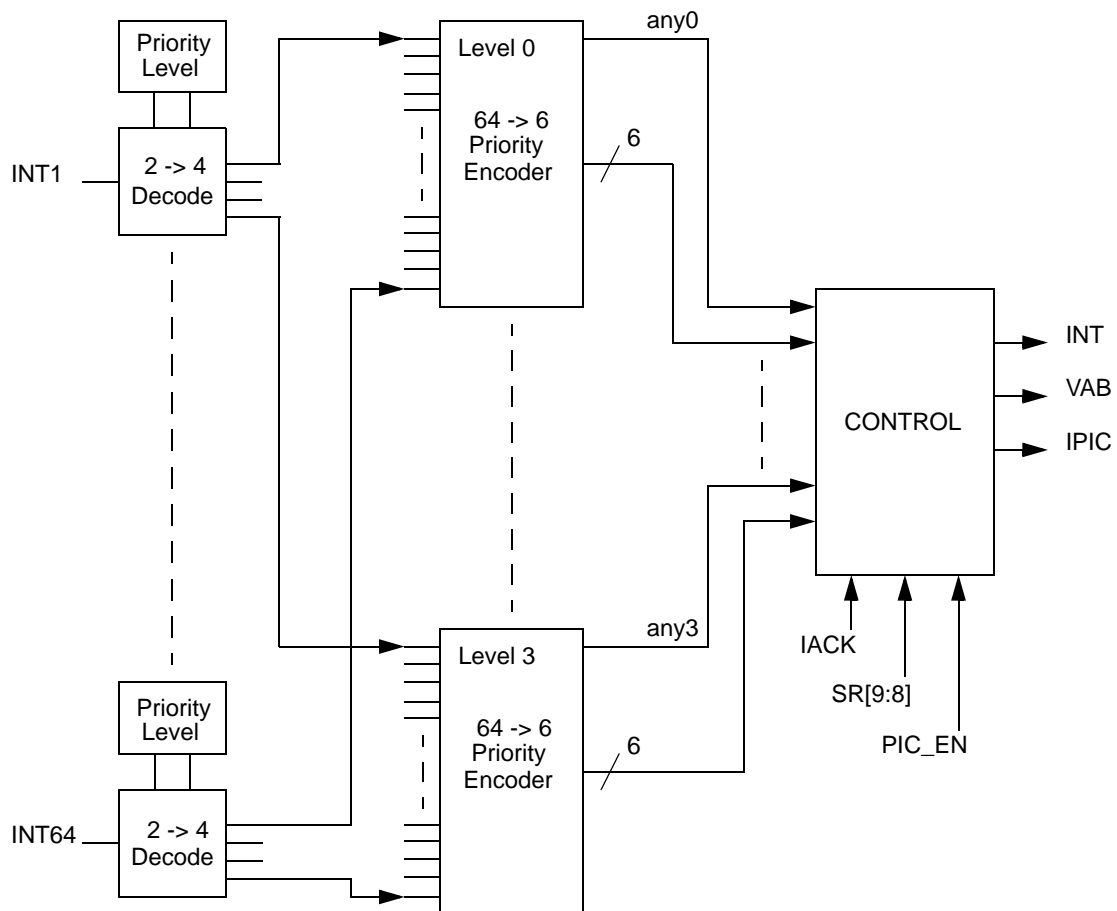 Priority
Level
2 -> 4
Decode
INT1
Level 0
64 -> 6
Priority
Encoder
any0
6
CONTROL
INT
VAB
IPIC
IACK
SR[9:8]
PIC_EN
Priority
Level
2 -> 4
Decode
INT64
Level 3
64 -> 6
Priority
Encoder
any3
6